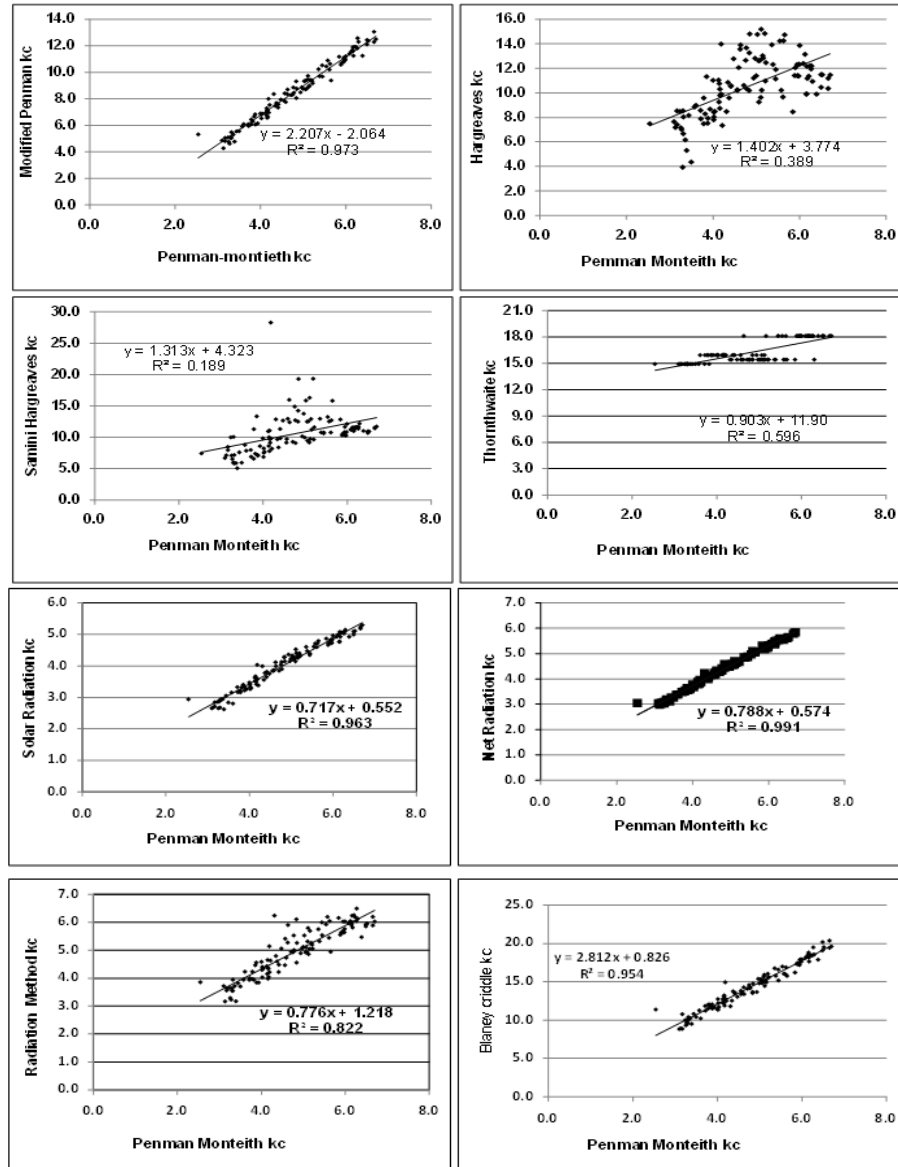 14.0
12.0
10.0
8.0
6.0
4.0
2.0
0.0
Modified Penman kc
y = 2.207x - 2.064
R² = 0.973
0.0 2.0 4.0 6.0 8.0
Penman-montieth kc
16.0
14.0
12.0
10.0
8.0
6.0
4.0
2.0
0.0
Hargreaves kc
y = 1.402x + 3.774
R² = 0.389
0.0 2.0 4.0 6.0 8.0
Pemman Monteith kc
30.0
25.0
20.0
15.0
10.0
5.0
0.0
Samini Hargreaves kc
y = 1.313x + 4.323
R² = 0.189
0.0 2.0 4.0 6.0 8.0
Penman Monteith kc
21.0
18.0
15.0
12.0
9.0
6.0
3.0
0.0
Thornthwaite kc
y = 0.903x + 11.90
R² = 0.596
0.0 2.0 4.0 6.0 8.0
Penman Monteith kc
6.0
5.0
4.0
3.0
2.0
1.0
0.0
Solar Radiation kc
y = 0.717x + 0.552
R² = 0.963
0.0 2.0 4.0 6.0 8.0
Penman Monteith kc
7.0
6.0
5.0
4.0
3.0
2.0
1.0
0.0
Net Radiation kc
y = 0.788x + 0.574
R² = 0.991
0.0 2.0 4.0 6.0 8.0
Penman Monteith kc
7.0
6.0
5.0
4.0
3.0
2.0
1.0
0.0
Radiation Method kc
y = 0.776x + 1.218
R² = 0.822
0.0 2.0 4.0 6.0 8.0
Penman Monteith kc
25.0
20.0
15.0
10.0
5.0
0.0
Blaney criddle kc
y = 2.812x + 0.826
R² = 0.954
0.0 2.0 4.0 6.0 8.0
Penman Monteith kc